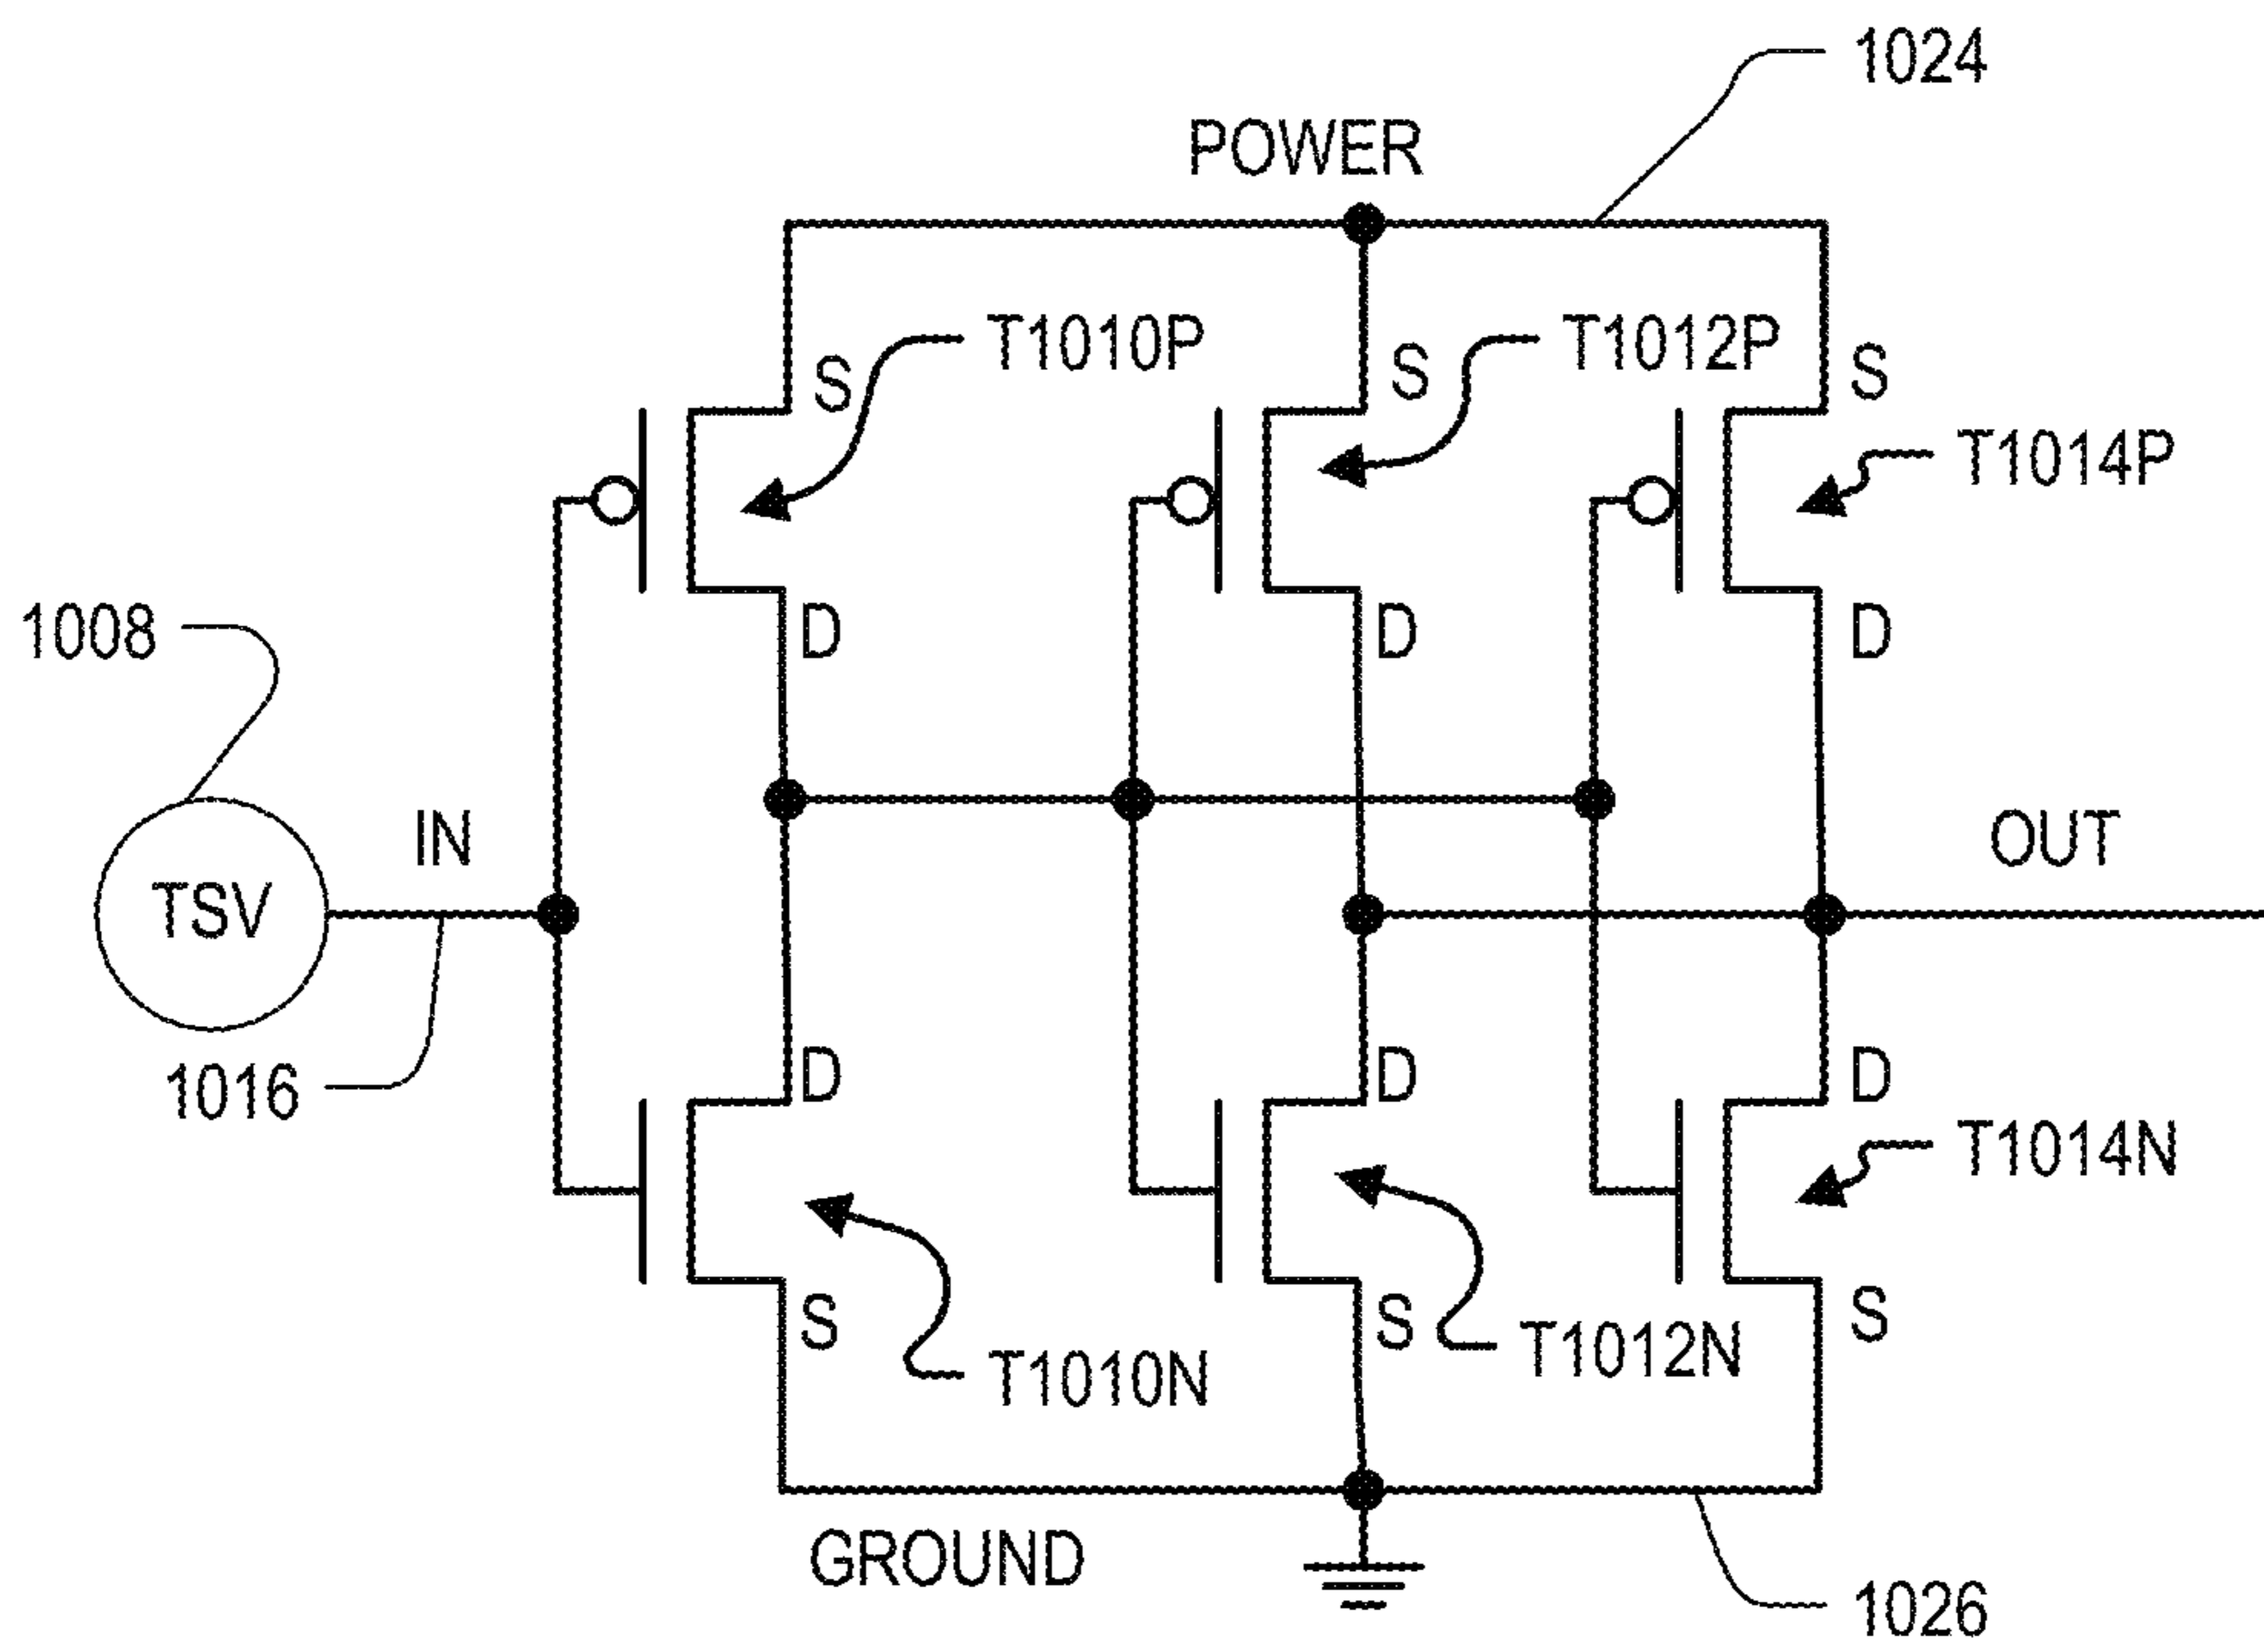 1024
POWER
T1010P
T1012P
S
S
S
T1014P
1008
D
D
D
IN
OUT
TSV
1016
D
D
D
T1014N
S
S
S
T1010N
T1012N
GROUND
1026